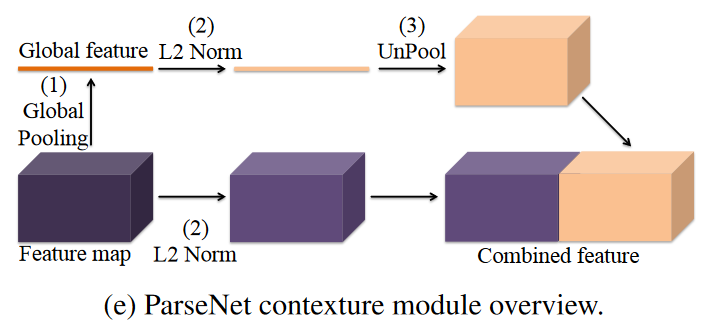 (2)
(3)
Global feature
L2 Norm
UnPool
(1)
Global
Pooling
(2)
Feature map
L2 Norm
Combined feature
(e) ParseNet contexture module overview.